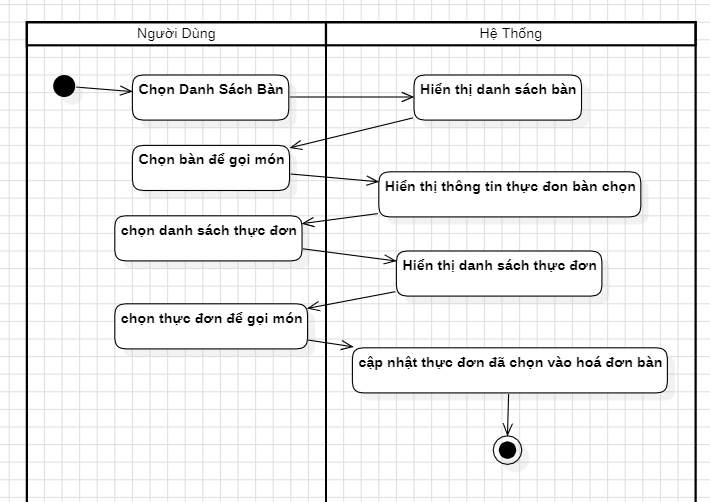 Người Dùng
Hệ Thống
Chọn Danh Sách Bàn
Hiển thị danh sách bàn
Chọn bàn để gọi món
Hiển thị thông tin thực đon bàn chọn
chọn danh sách thực đơn
Hiển thị danh sách thực đơn
chọn thực đơn để gọi món
cập nhật thực đơn đã chọn vào hoá đơn bàn